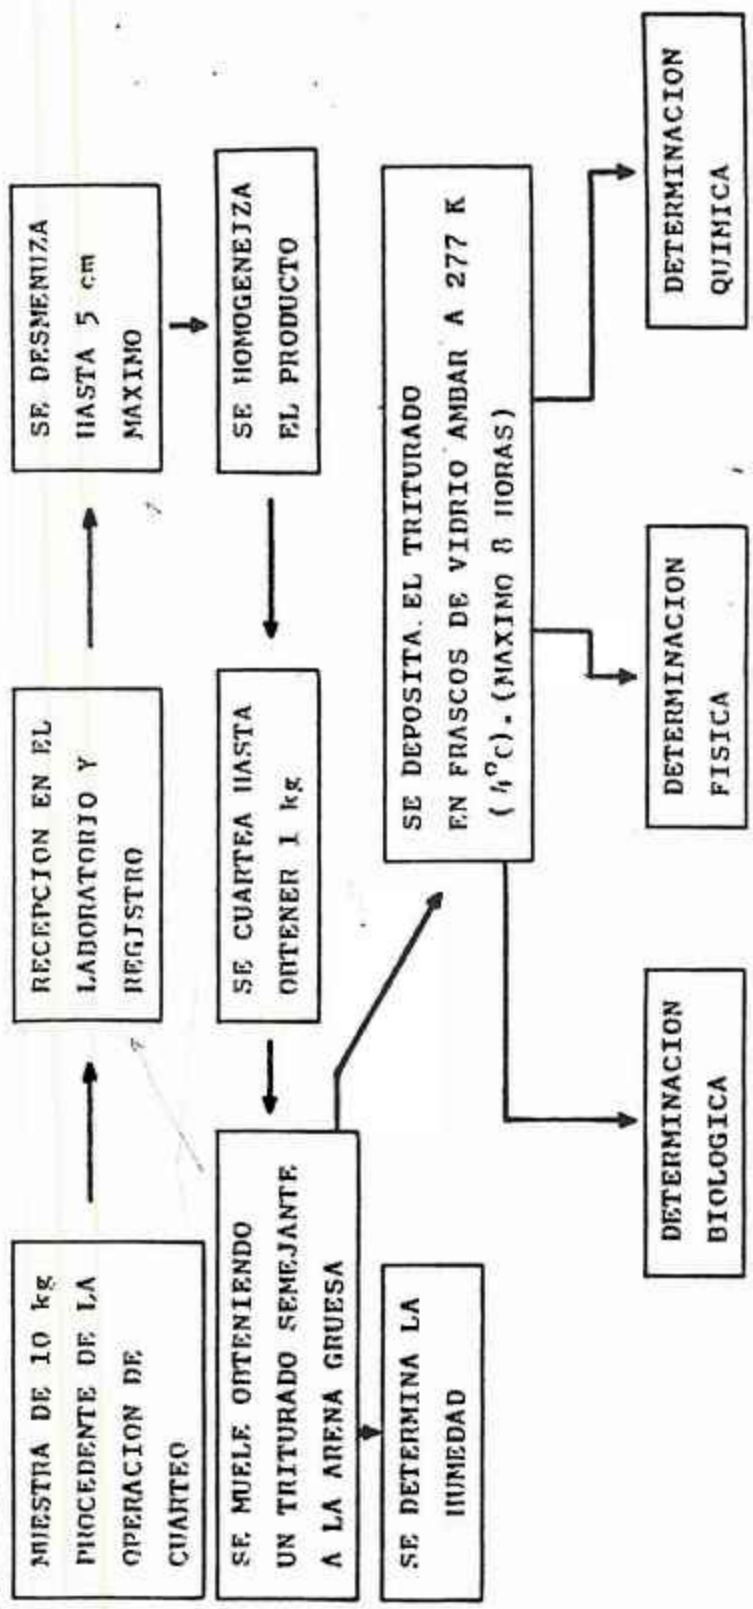 MUESTRA DE 10 kg
PROCEDENTE DE LA
OPERACION DE
CUARTEO
RECEPCION EN EL
LABORATORIO Y
REGISTRO
SE DESMENUZA
HASTA 5 cm
MAXIMO
SE HOMOGENEIZA
EL PRODUCTO
SE CUARTEA HASTA
OBTENER 1 kg
SE MUELE OBTENIENDO
UN TRITURADO SEMEJANTE
A LA ARENA GRUESA
SE DETERMINA LA
HUMEDAD
SE DEPOSITA.EL TRITURADO
EN FRASCOS DE VIDRIO AMBAR A 277 K
(4°C). (MAXIMO 8 HORAS)
DETERMINACION
BIOLOGICA
DETERMINACION
FISICA
DETERMINACION
QUIMICA